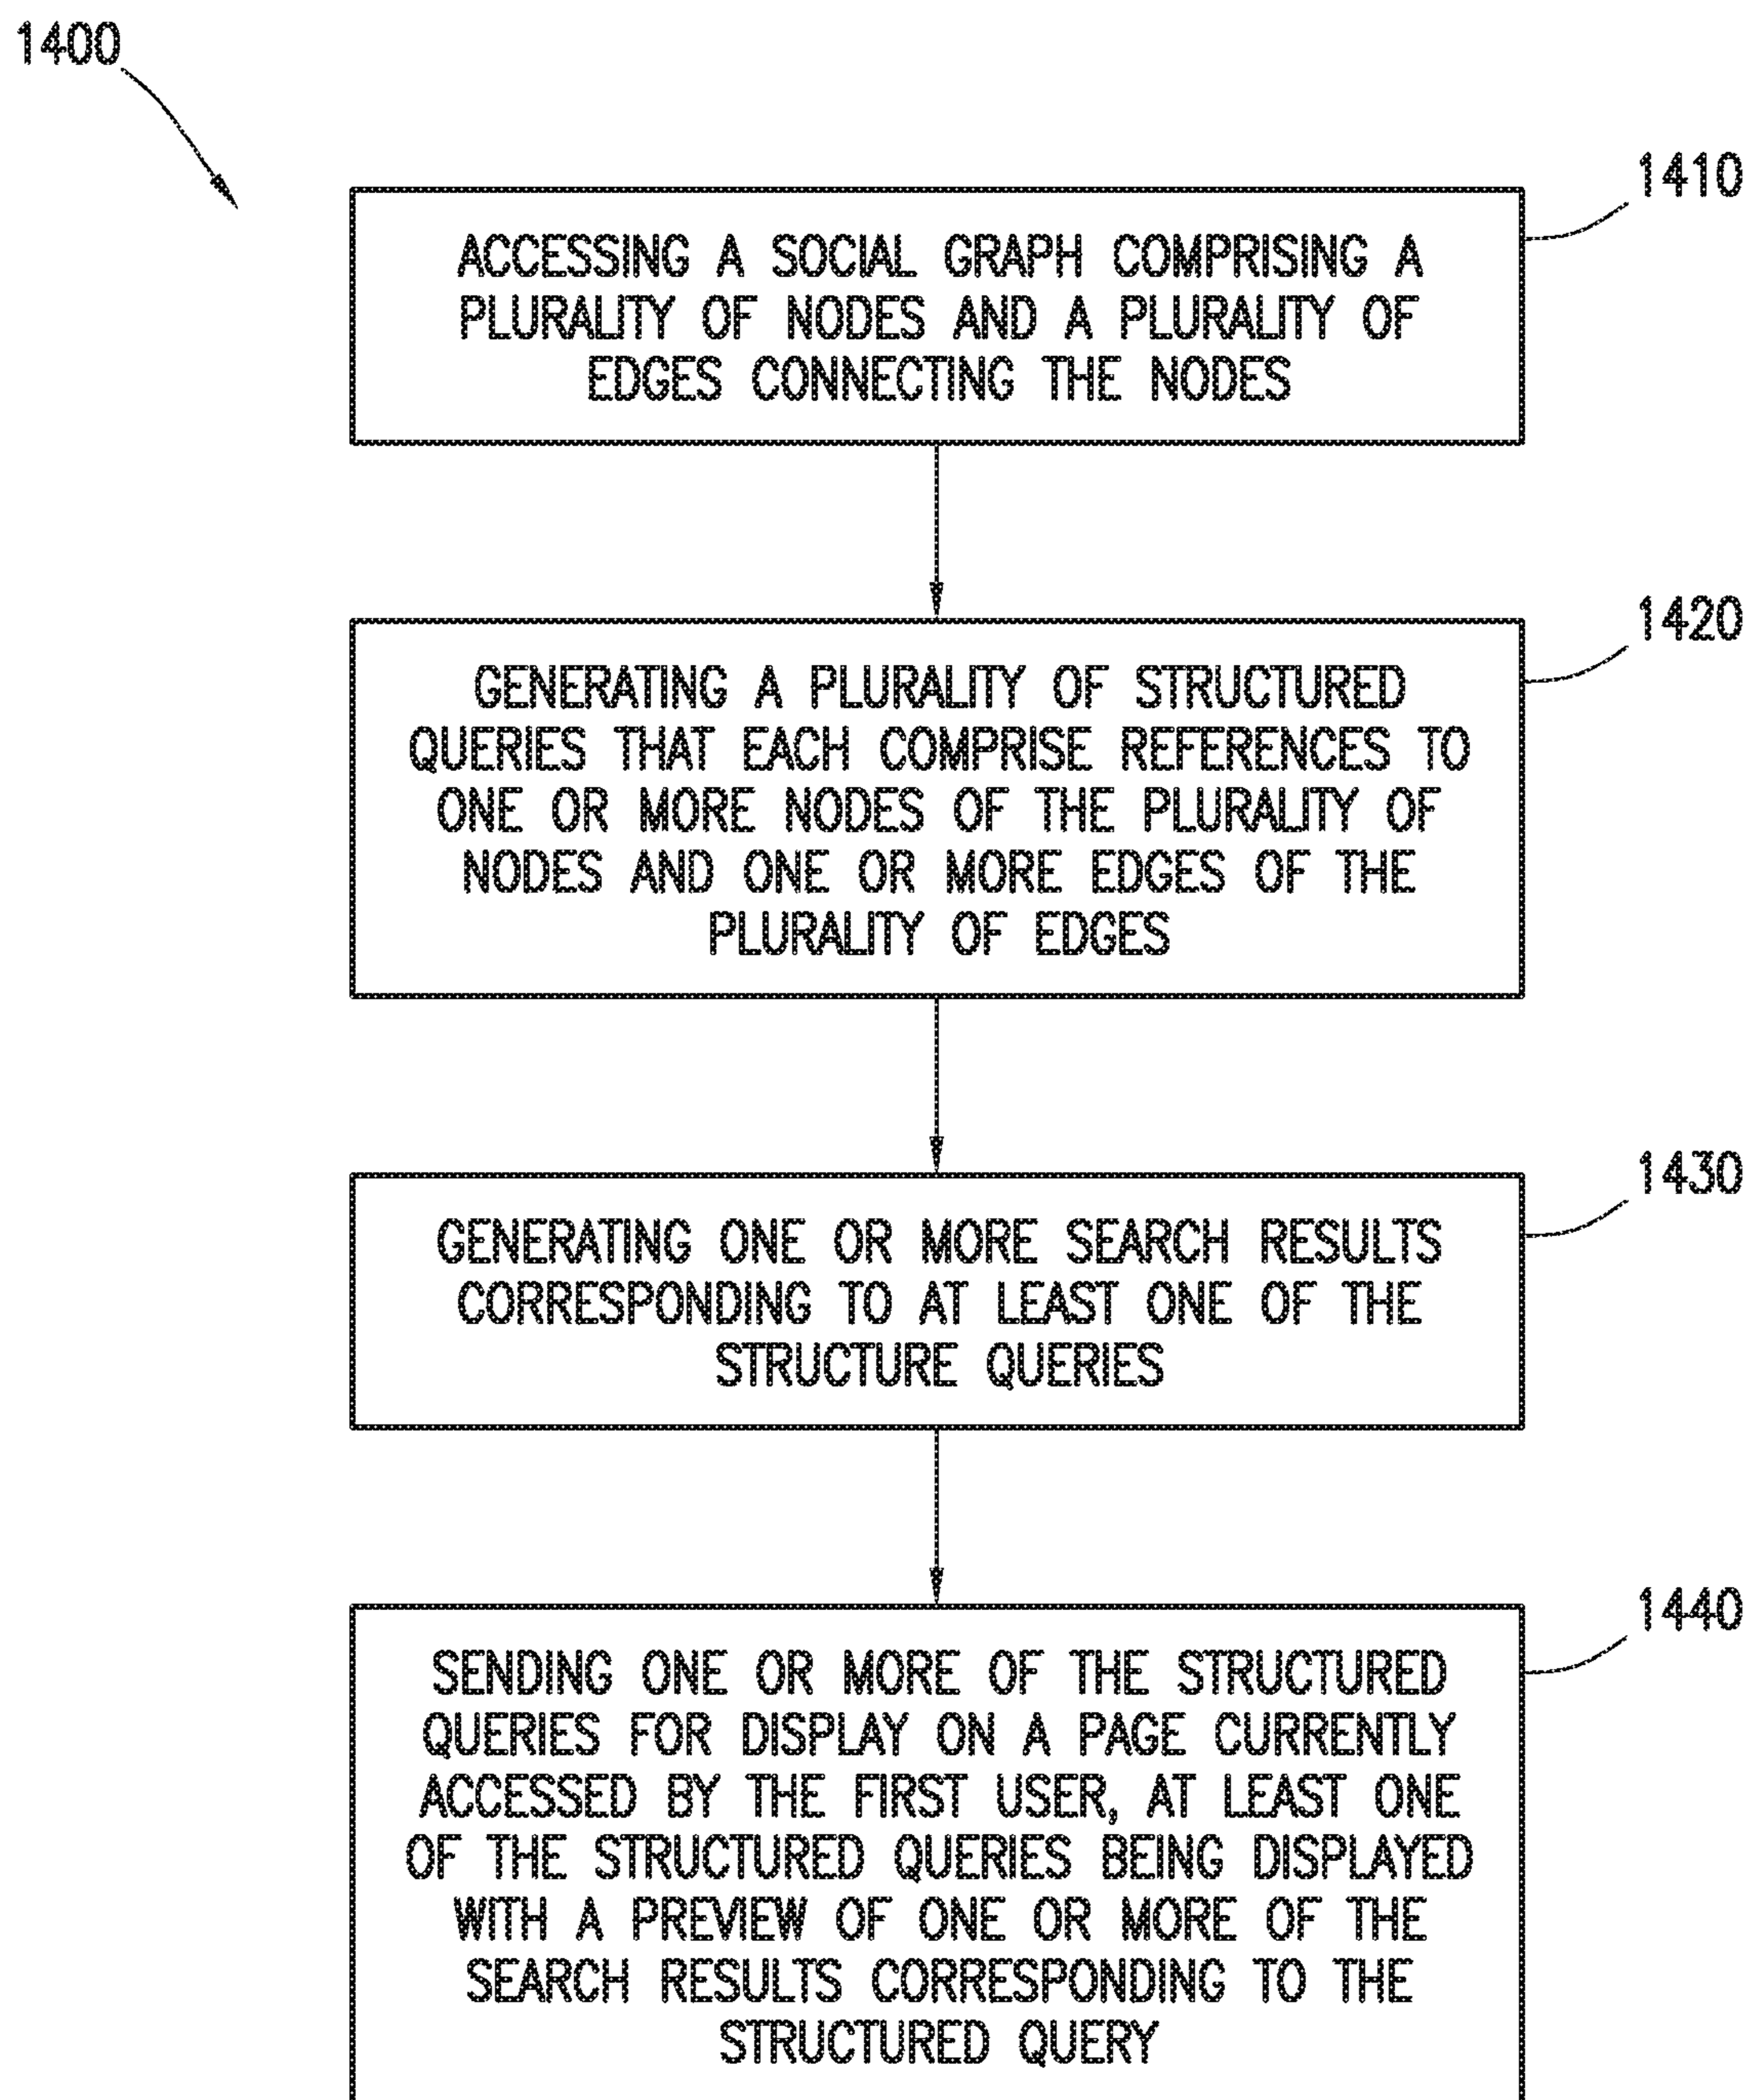 1400
1410
ACCESSING A SOCIAL GRAPH COMPRISING A
PLURALITY OF NODES AND A PLURALITY OF
EDGES CONNECTING THE NODES
1420
GENERATING A PLURALITY OF STRUCTURED
QUERIES THAT EACH COMPRISE REFERENCES TO
ONE OR MORE NODES OF THE PLURALITY OF
NODES AND ONE OR MORE EDGES OF THE
PLURALITY OF EDGES
1430
GENERATING ONE OR MORE SEARCH RESULTS
CORRESPONDING TO AT LEAST ONE OF THE
STRUCTURE QUERIES
1440
SENDING ONE OR MORE OF THE STRUCTURED
QUERIES FOR DISPLAY ON A PAGE CURRENTLY
ACCESSED BY THE FIRST USER, AT LEAST ONE
OF THE STRUCTURED QUERIES BEING DISPLAYED
WITH A PREVIEW OF ONE OR MORE OF THE
SEARCH RESULTS CORRESPONDING TO THE
STRUCTURED QUERY